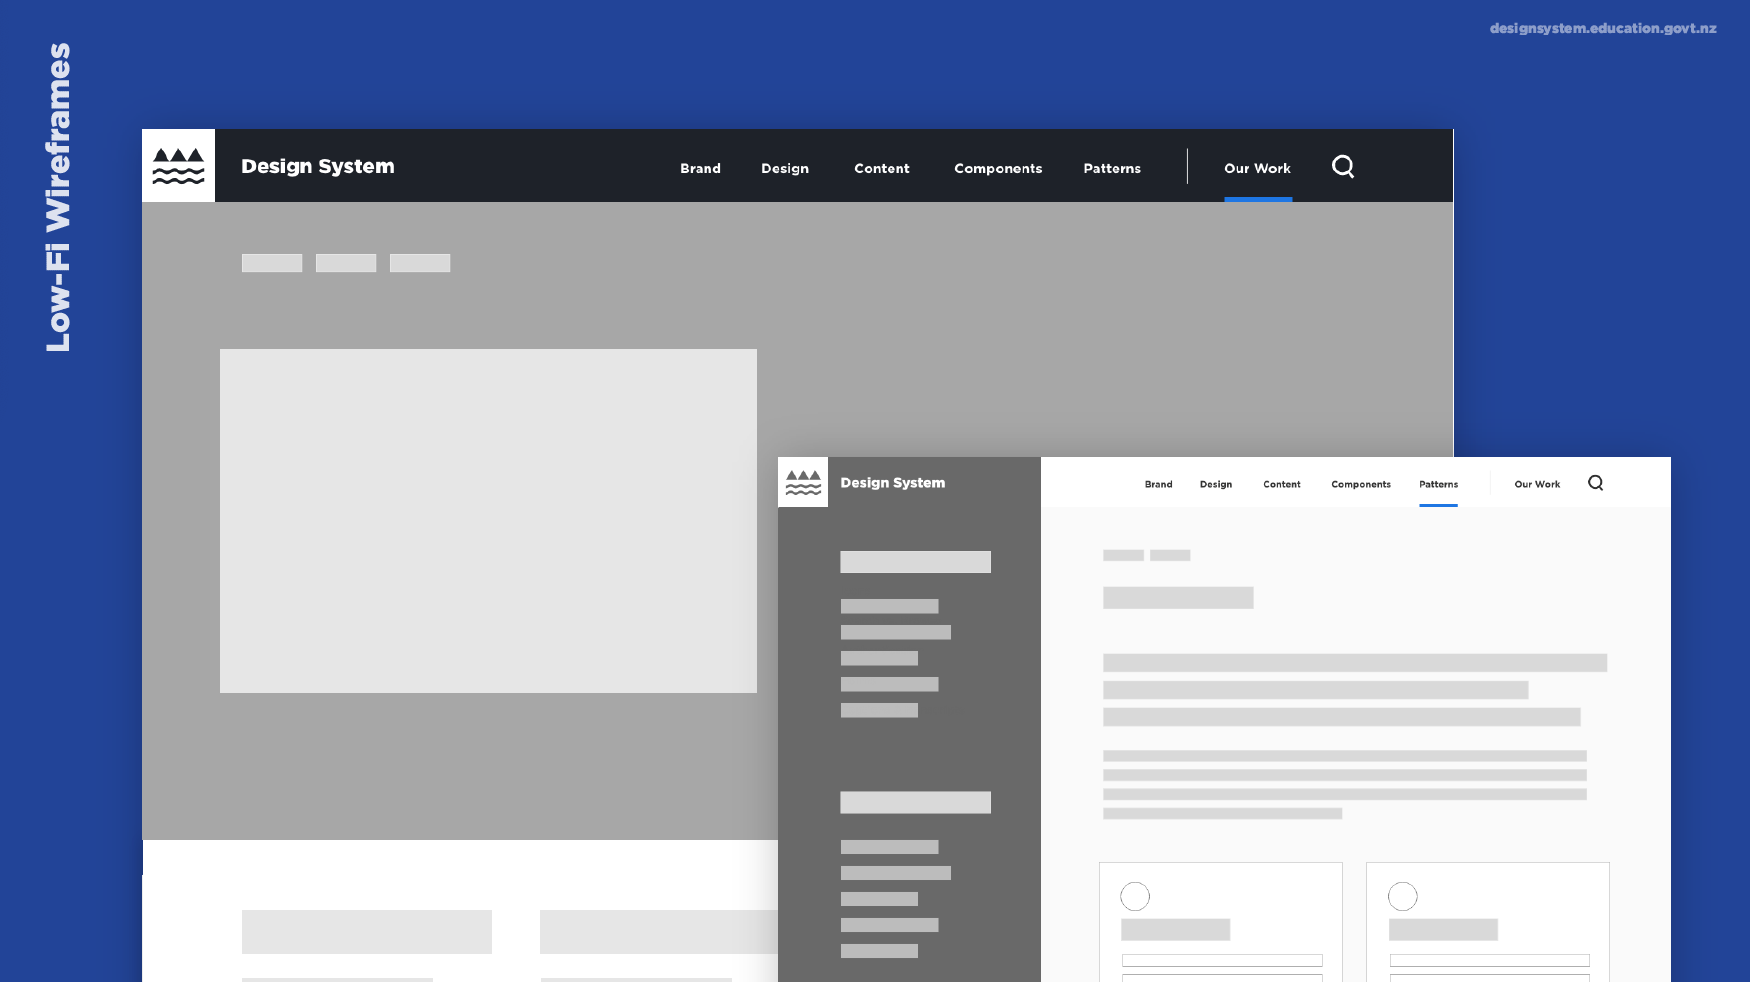 designsystem.education.govt.nz
Low-Fi Wireframes
Design System
Brand Design Content Components Patterns Our Work
Design System
Brand Design Content Components Patterns Our Work